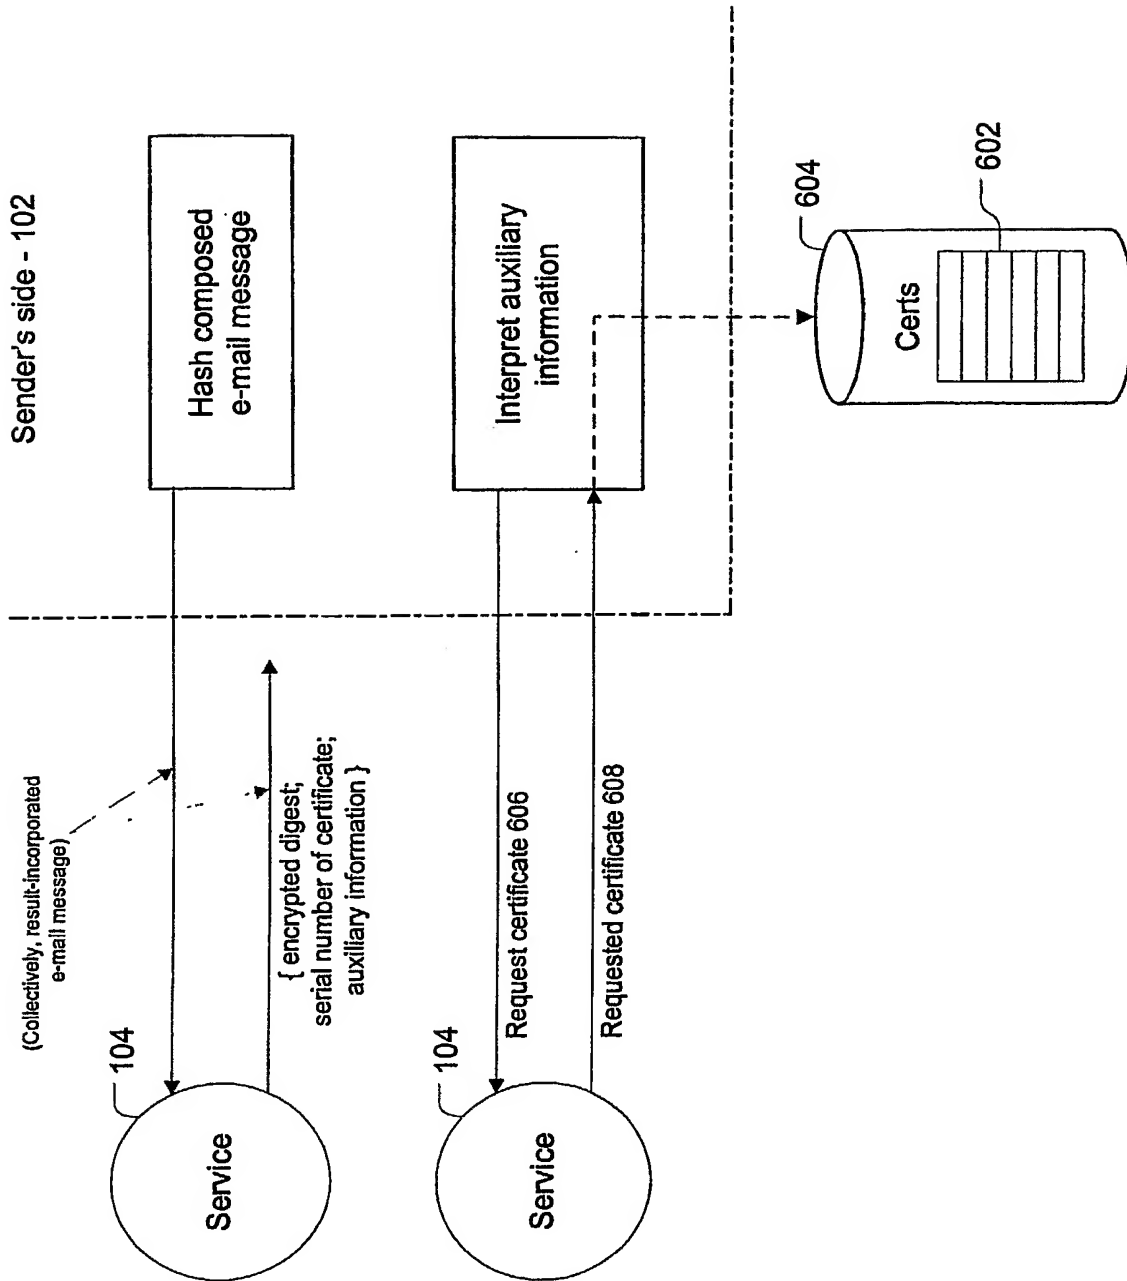 Sender's side - 102
Hash composed
e-mail message
Interpret auxiliary
information
604
602
Certs
(Collectively, result-incorporated
e-mail message)
{ encrypted digest;
serial number of certificate;
auxiliary information }
Request certificate 606
Requested certificate 608
104
Service
104
Service